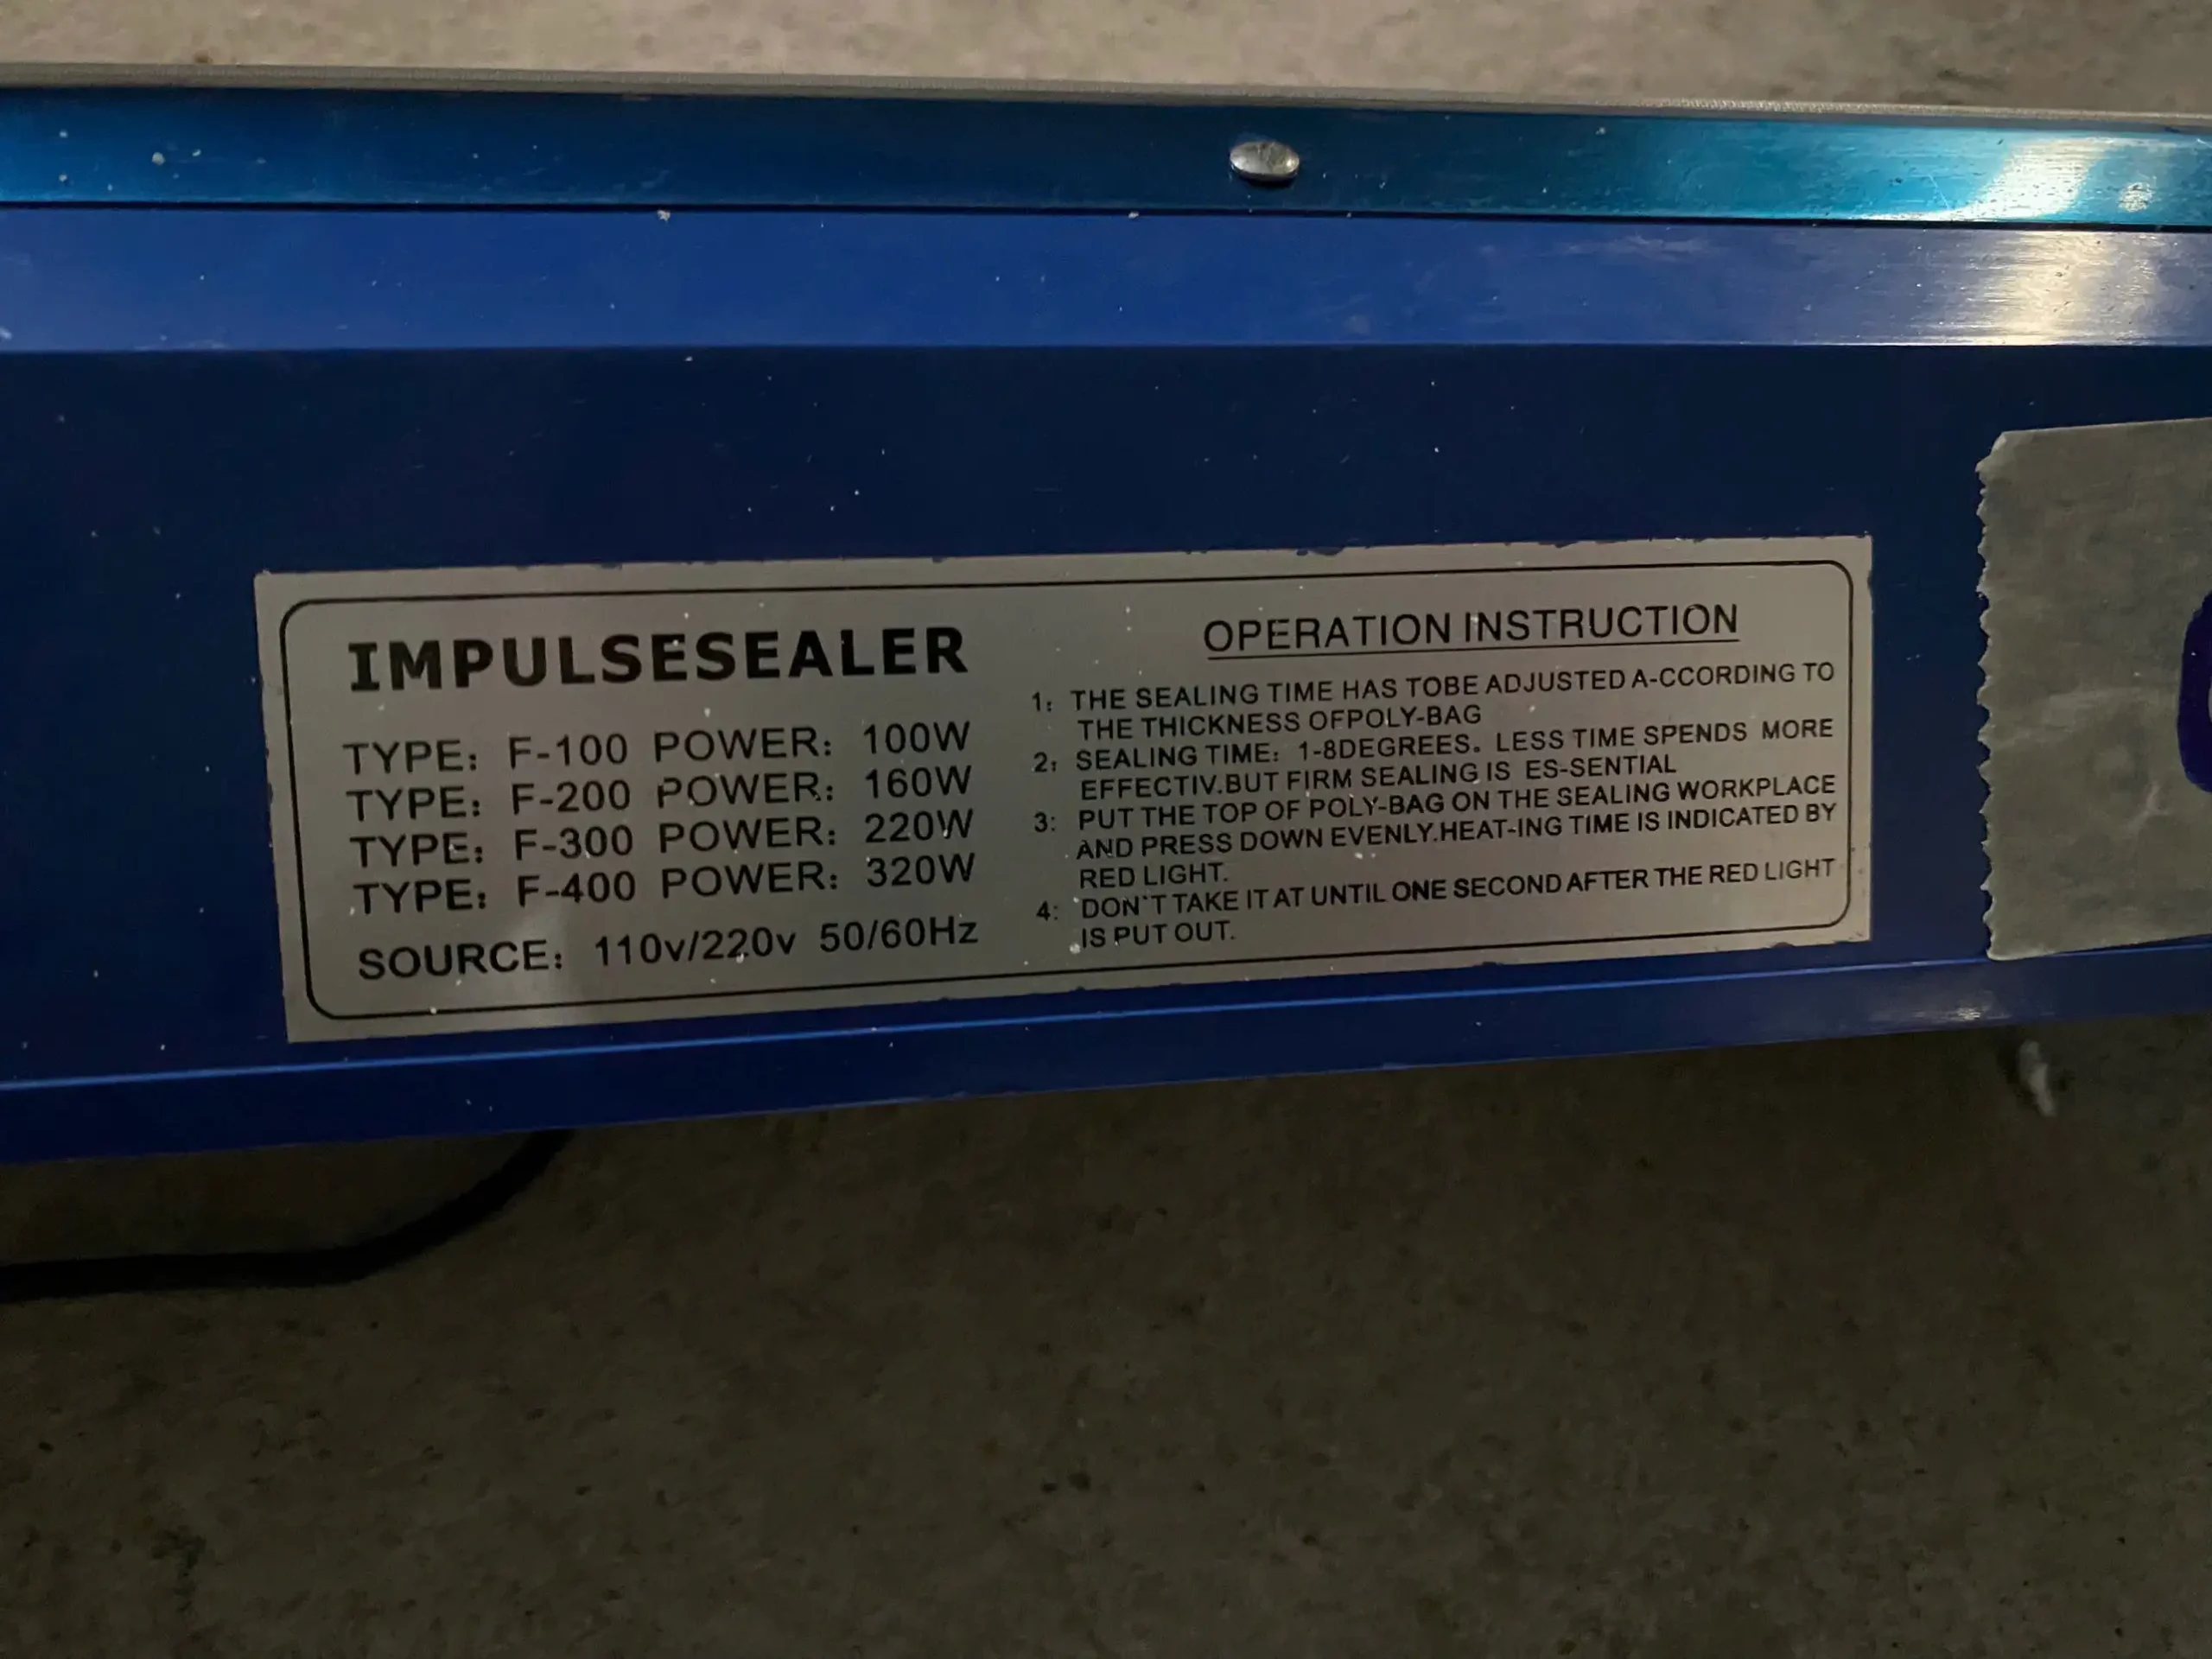 IMPULSESEALER
TYPE: F-100 POWER: 100W
TYPE: F-200 POWER: 160W
TYPE: F-300 POWER: 220W
TYPE: F-400 POWER: 320W
SOURCE: 110v/220v 50/60Hz
OPERATION INSTRUCTION
1: THE SEALING TIME HAS TOBE ADJUSTED A-CCORDING TO
THE THICKNESS OFPOLY-BAG
2: SEALING TIME: 1-8DEGREES. LESS TIME SPENDS MORE
EFFECTIV.BUT FIRM SEALING IS ES-SENTIAL
3: PUT THE TOP OF POLY-BAG ON THE SEALING WORKPLACE
AND PRESS DOWN EVENLY.HEAT-ING TIME IS INDICATED BY
RED LIGHT.
4: DON'T TAKE IT AT UNTIL ONE SECOND AFTER THE RED LIGHT
IS PUT OUT.